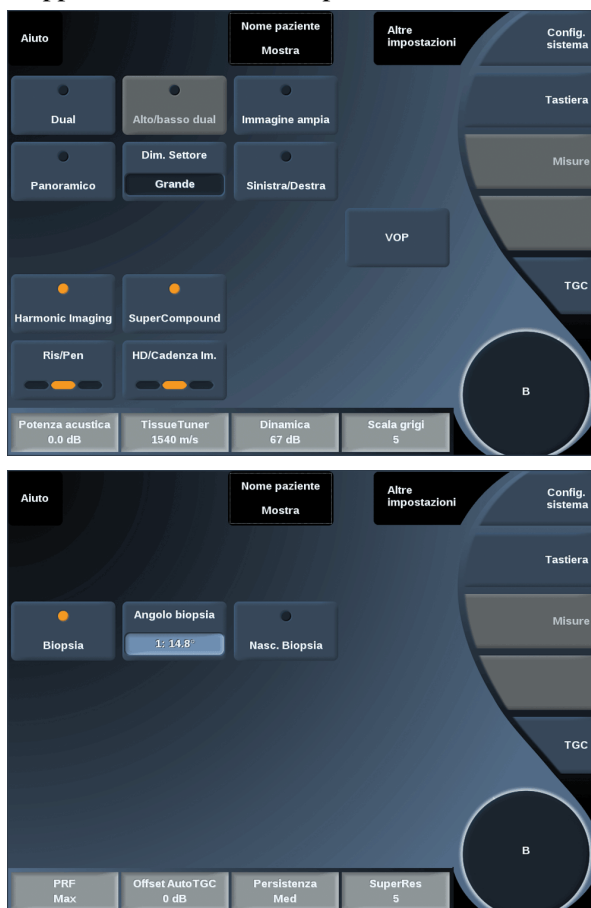 Aiuto
Nome paziente
Mostra
Altre
impostazioni
Config.
sistema
Dual
Alto/basso dual
Immagine ampia
Tastiera
Panoramico
Dim. Settore
Grande
Sinistra/Destra
Misure
VOP
TGC
Harmonic Imaging
SuperCompound
Ris/Pen
HD/Cadenza Im.
B
Potenza acustica
0.0 dB
TissueTuner
1540 m/s
Dinamica
67 dB
Scala grigi
5
Aiuto
Nome paziente
Mostra
Altre
impostazioni
Config.
sistema
Tastiera
Biopsia
Angolo biopsia
1: 14.8°
Nasc. Biopsia
Misure
TGC
B
PRF
Max
Offset AutoTGC
0 dB
Persistenza
Med
SuperRes
5